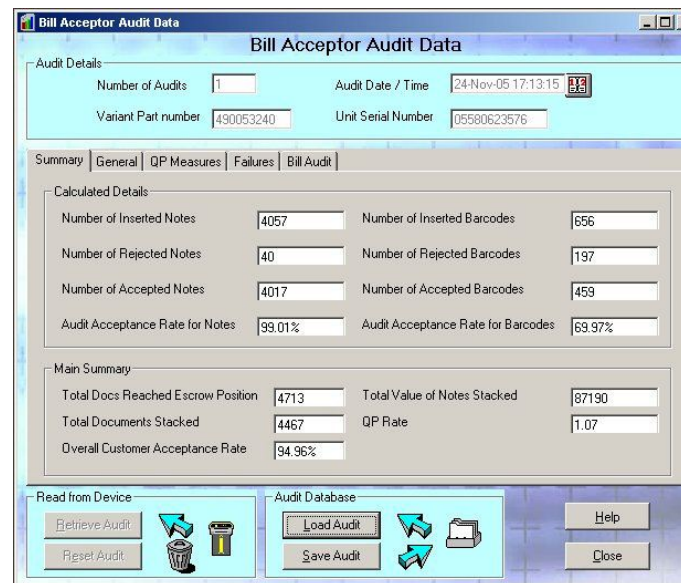 Bill Acceptor Audit Data
Bill Acceptor Audit Data
Audit Details
Number of Audits 1 Audit Date / Time 24-Nov-05 17:13:15
Variant Part number 490053240 Unit Serial Number 05580623576
Summary General QP Measures Failures Bill Audit
Calculated Details
Number of Inserted Notes 4057 Number of Inserted Barcodes 656
Number of Rejected Notes 40 Number of Rejected Barcodes 197
Number of Accepted Notes 4017 Number of Accepted Barcodes 459
Audit Acceptance Rate for Notes 99.01% Audit Acceptance Rate for Barcodes 69.97%
Main Summary
Total Docs Reached Escrow Position 4713 Total Value of Notes Stacked 87190
Total Documents Stacked 4467 QP Rate 1.07
Overall Customer Acceptance Rate 94.96%
Read from Device Audit Database
Retrieve Audit Load Audit Help
Reset Audit Save Audit Close